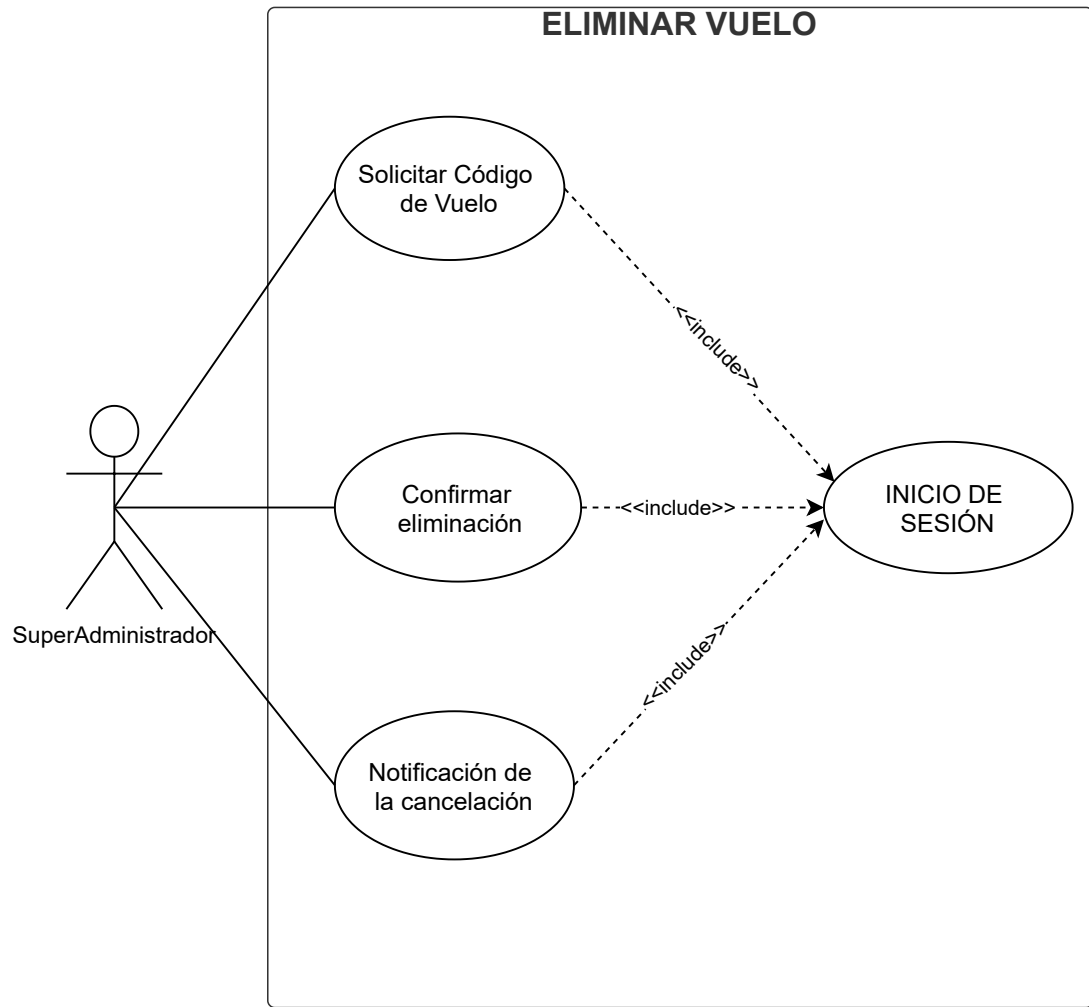 ELIMINAR VUELO
Solicitar Código
de Vuelo
<<include>>
Confirmar
eliminación
<<include>>
INICIO DE
SESIÓN
SuperAdministrador
<<include>>
Notificación de
la cancelación